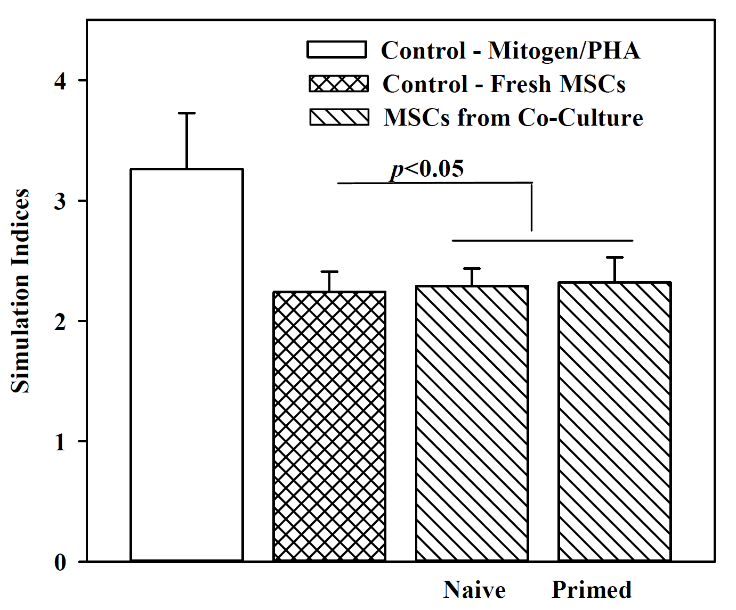 Control - Mitogen/PHA
Control - Fresh MSCs
MSCs from Co-Culture
p<0.05
4
3
2
1
0
Simulation Indices
Naive Primed